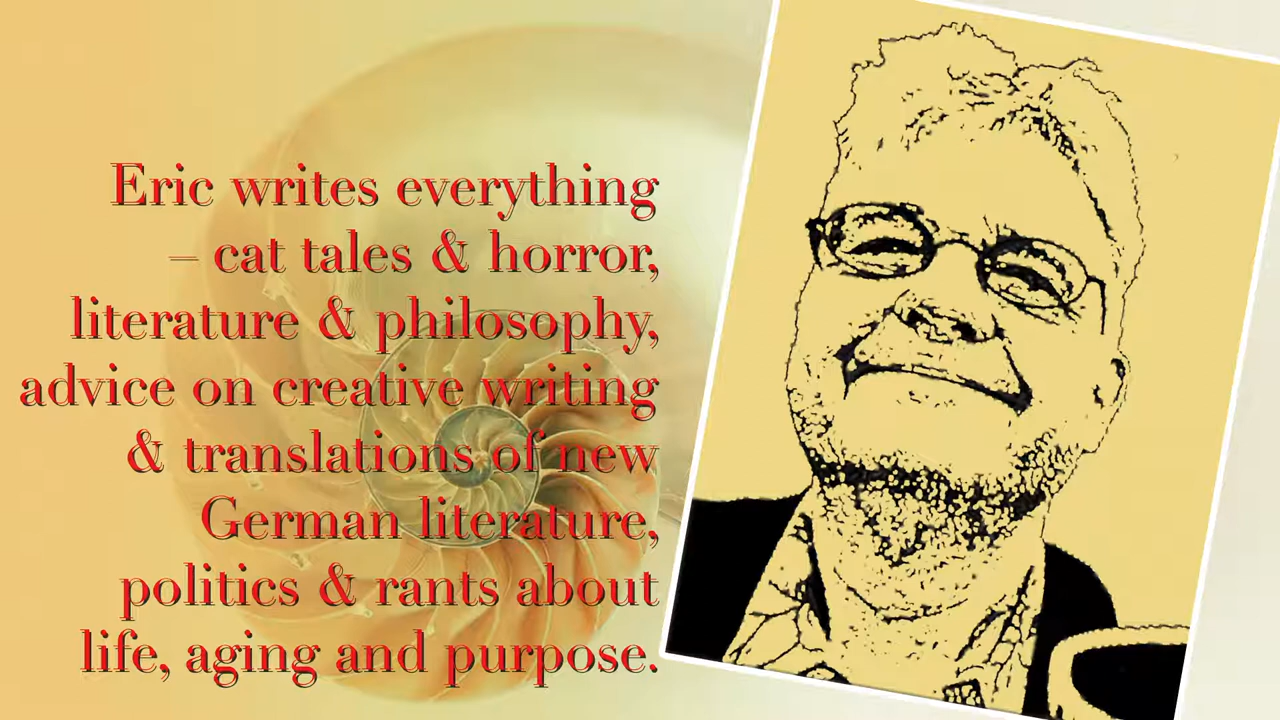 Eric writes everything
– cat tales & horror,
literature & philosophy,
advice on creative writing
& translations of new
German literature,
politics & rants about
life, aging and purpose.